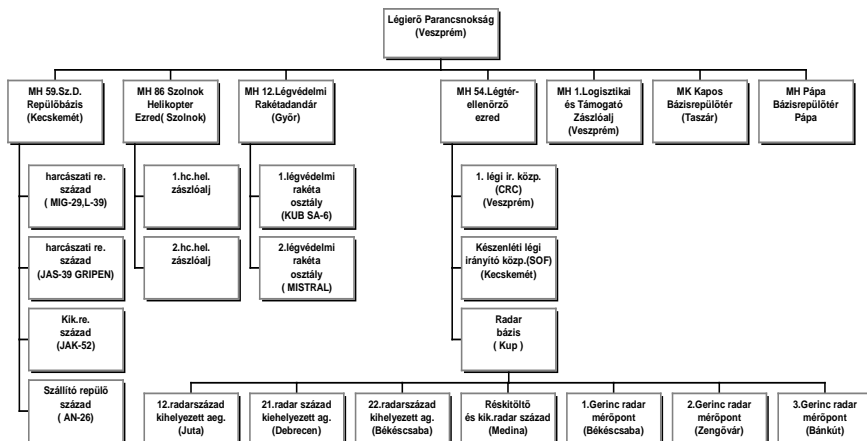 Légierő Parancsnokság
(Veszprém)
MH 59.Sz.D.
Repülőbázis
(Kecskemét)
MH 86 Szolnok
Helikopter
Ezred( Szolnok)
MH 12.Légvédelmi
Rakétadandár
(Győr)
MH 54.Légtér-
ellenőrző
ezred
MH 1.Logisztikai
és Támogató
Zászlóalj
(Veszprém)
MK Kapos
Bázisrepülőtér
(Taszár)
MH Pápa
Bázisrepülőtér
Pápa
harcászati re.
század
( MIG-29,L-39)
1.hc.hel.
zászlóalj
1.légvédelmi
rakéta
osztály
(KUB SA-6)
1. légi ir. közp.
(CRC)
(Veszprém)
harcászati re.
század
(JAS-39 GRIPEN)
2.hc.hel.
zászlóalj
2.légvédelmi
rakéta
osztály
( MISTRAL)
Készenléti légi
irányító közp.(SOF)
(Kecskemét)
Kik.re.
század
(JAK-52)
Radar
bázis
( Kup )
Szállító repülő
század
( AN-26)
12.radarszázad
kihelyezett aeg.
(Juta)
21.radar század
kiehelyezett ag.
(Debrecen)
22.radarszázad
kihelyezett ag.
(Békéscsaba)
Réskitöltő
és kik.radar század
(Medina)
1.Gerinc radar
mérőpont
(Békéscsaba)
2.Gerinc radar
mérőpont
(Zengővár)
3.Gerinc radar
mérőpont
(Bánkút)